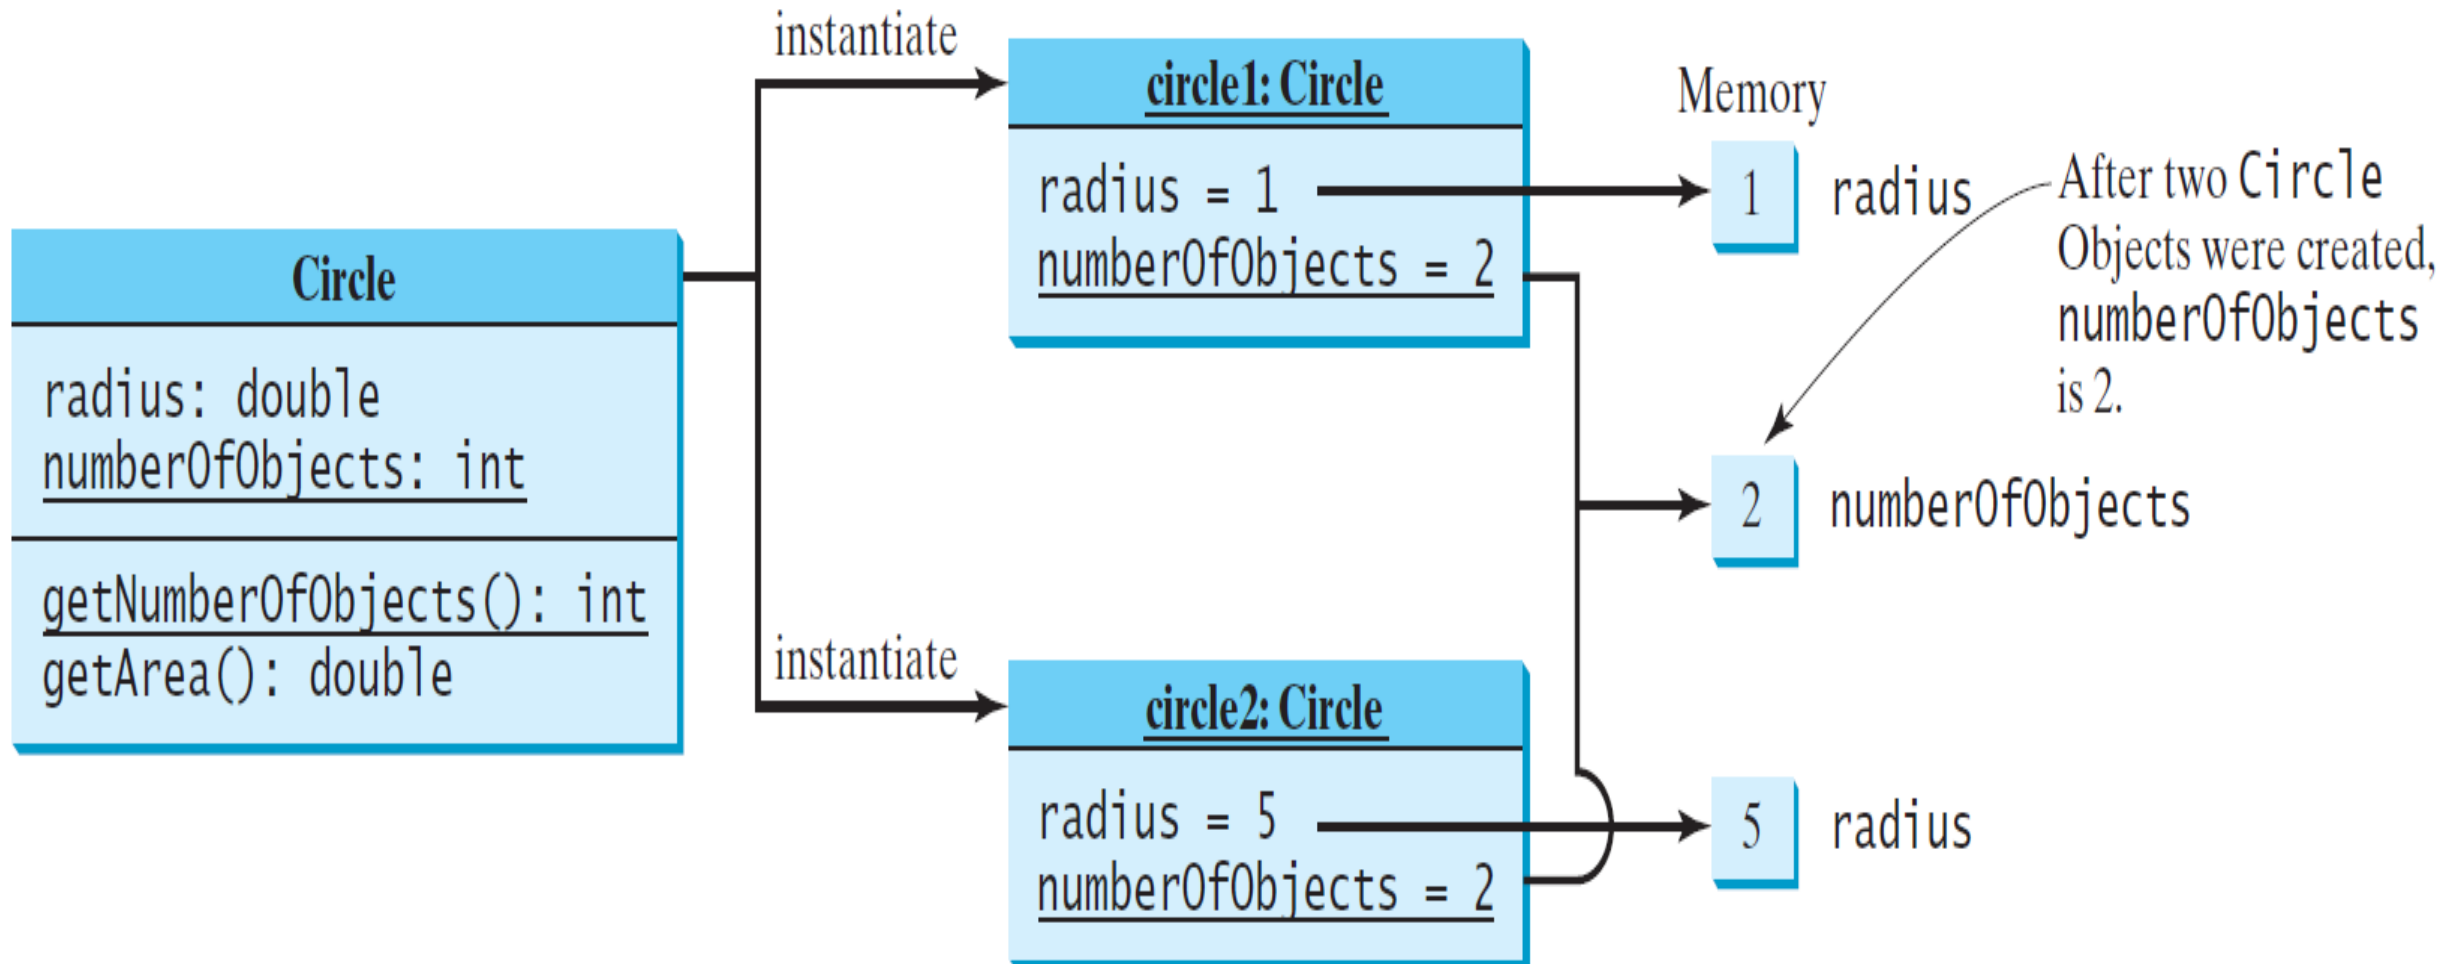 Circle
radius: double
numberOfObjects: int
getNumberOfObjects(): int
getArea(): double
instantiate
circle1: Circle
radius = 1
numberOfObjects = 2
instantiate
circle2: Circle
radius = 5
numberOfObjects = 2
Memory
1 radius
2 numberOfObjects
5 radius
After two Circle
Objects were created,
numberOfObjects
is 2.